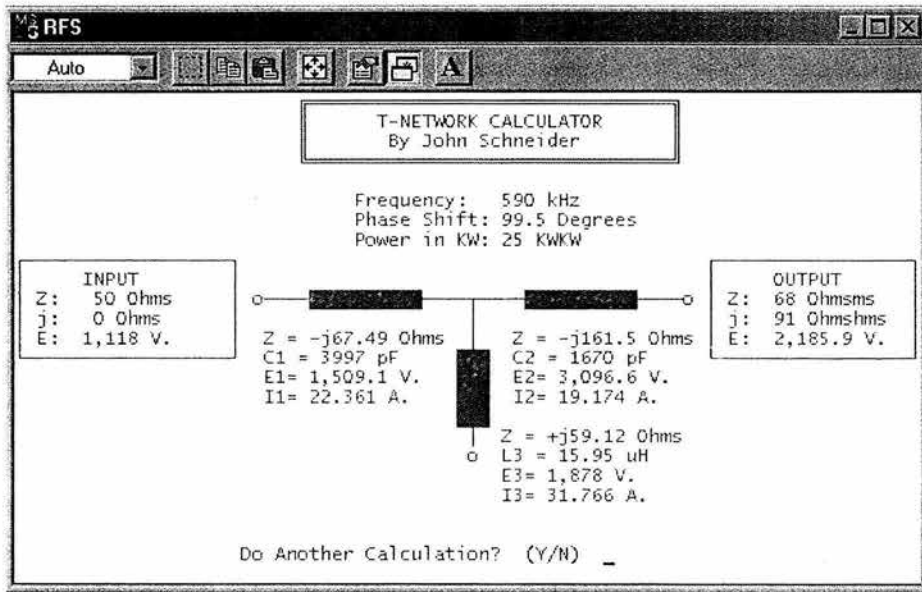 RFS
Auto
A
T-NETWORK CALCULATOR
By John Schneider
Frequency: 590 kHz
Phase Shift: 99.5 Degrees
Power in KW: 25 KWKW
INPUT
Z: 50 Ohms
j: 0 Ohms
E: 1,118 V.
OUTPUT
Z: 68 Ohmsms
j: 91 Ohmshms
E: 2,185.9 V.
Z = -j67.49 Ohms
C1 = 3997 pF
E1= 1,509.1 V.
I1= 22.361 A.
Z = -j161.5 Ohms
C2 = 1670 pF
E2= 3,096.6 V.
I2= 19.174 A.
Z = +j59.12 Ohms
L3 = 15.95 uH
E3= 1,878 V.
I3= 31.766 A.
Do Another Calculation? (Y/N) _